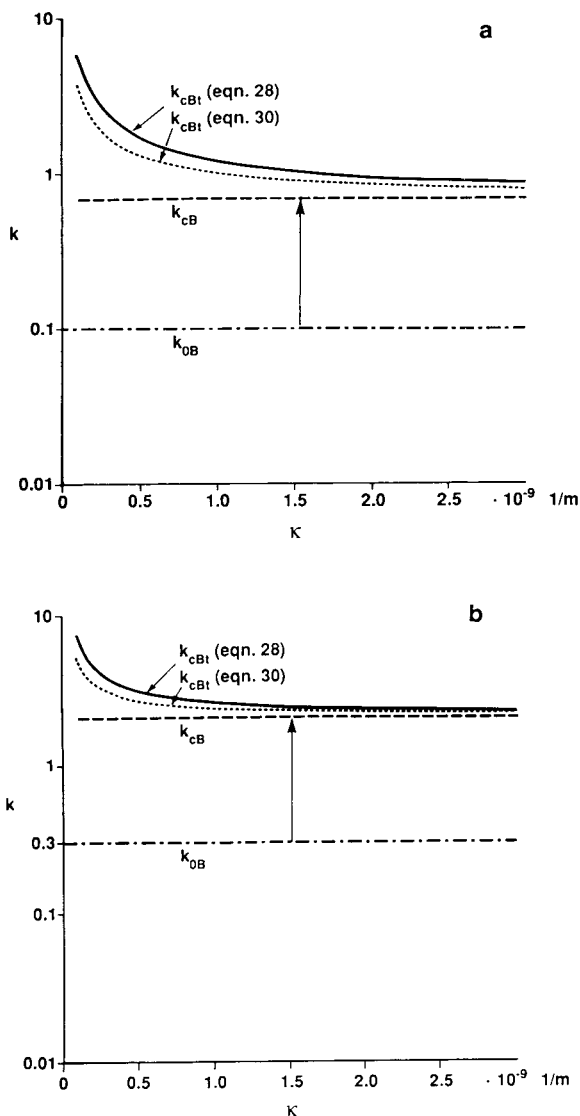 a
10
k_cBt (eqn. 28)
k_cBt (eqn. 30)
1
k_cB
k
0.1
k_0B
0.01
0 0.5 1.0 1.5 2.0 2.5 · 10^-9 1/m
κ
b
10
k_cBt (eqn. 28)
k_cBt (eqn. 30)
k_cB
1
k
0.3
k_0B
0.1
0.01
0 0.5 1.0 1.5 2.0 2.5 · 10^-9 1/m
κ